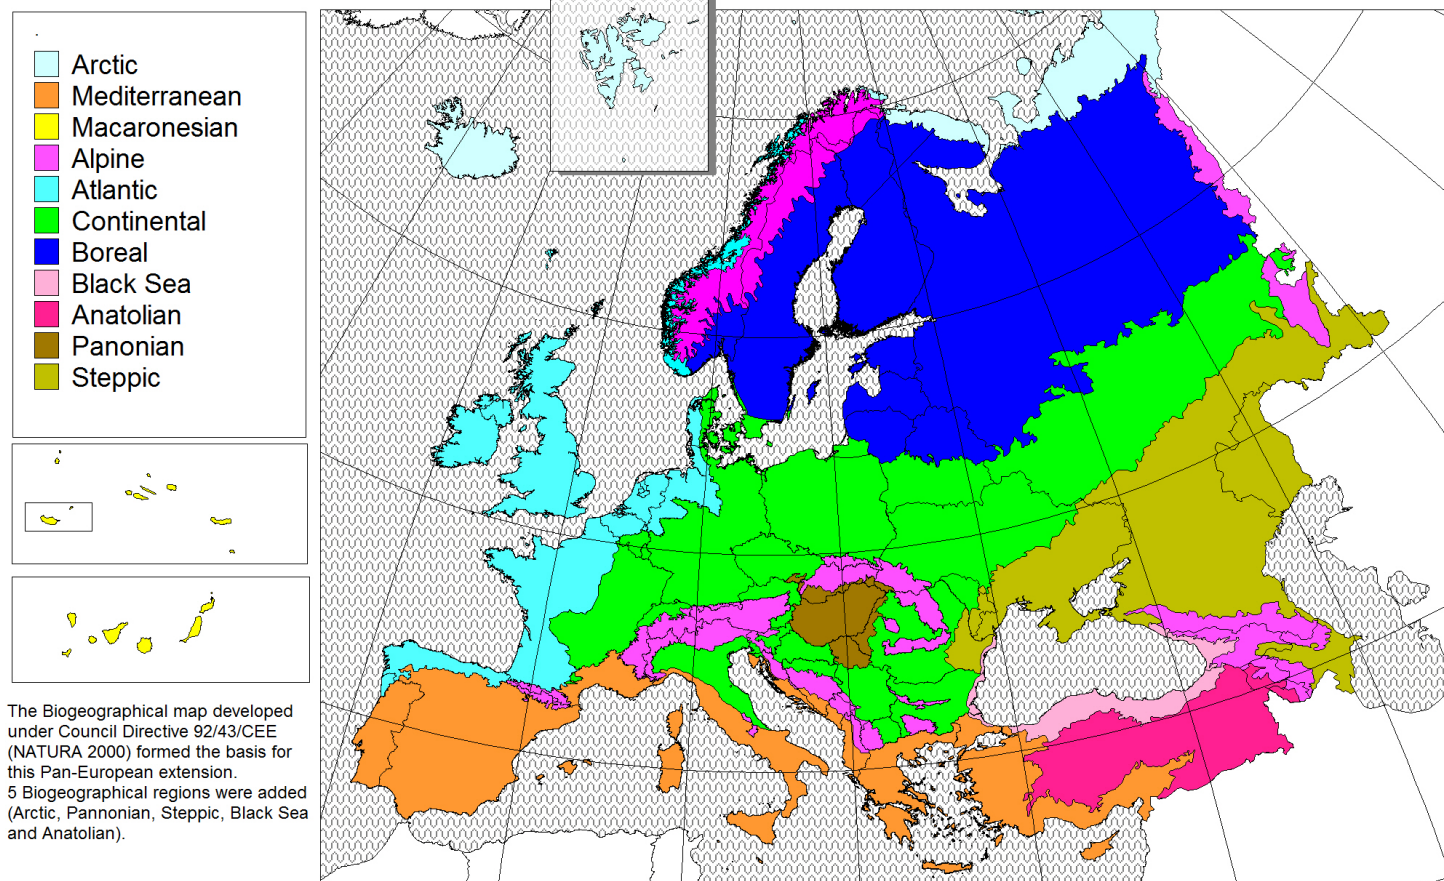 Arctic
Mediterranean
Macaronesian
Alpine
Atlantic
Continental
Boreal
Black Sea
Anatolian
Panonian
Steppic
The Biogeographical map developed
under Council Directive 92/43/CEE
(NATURA 2000) formed the basis for
this Pan-European extension.
5 Biogeographical regions were added
(Arctic, Pannonian, Steppic, Black Sea
and Anatolian).